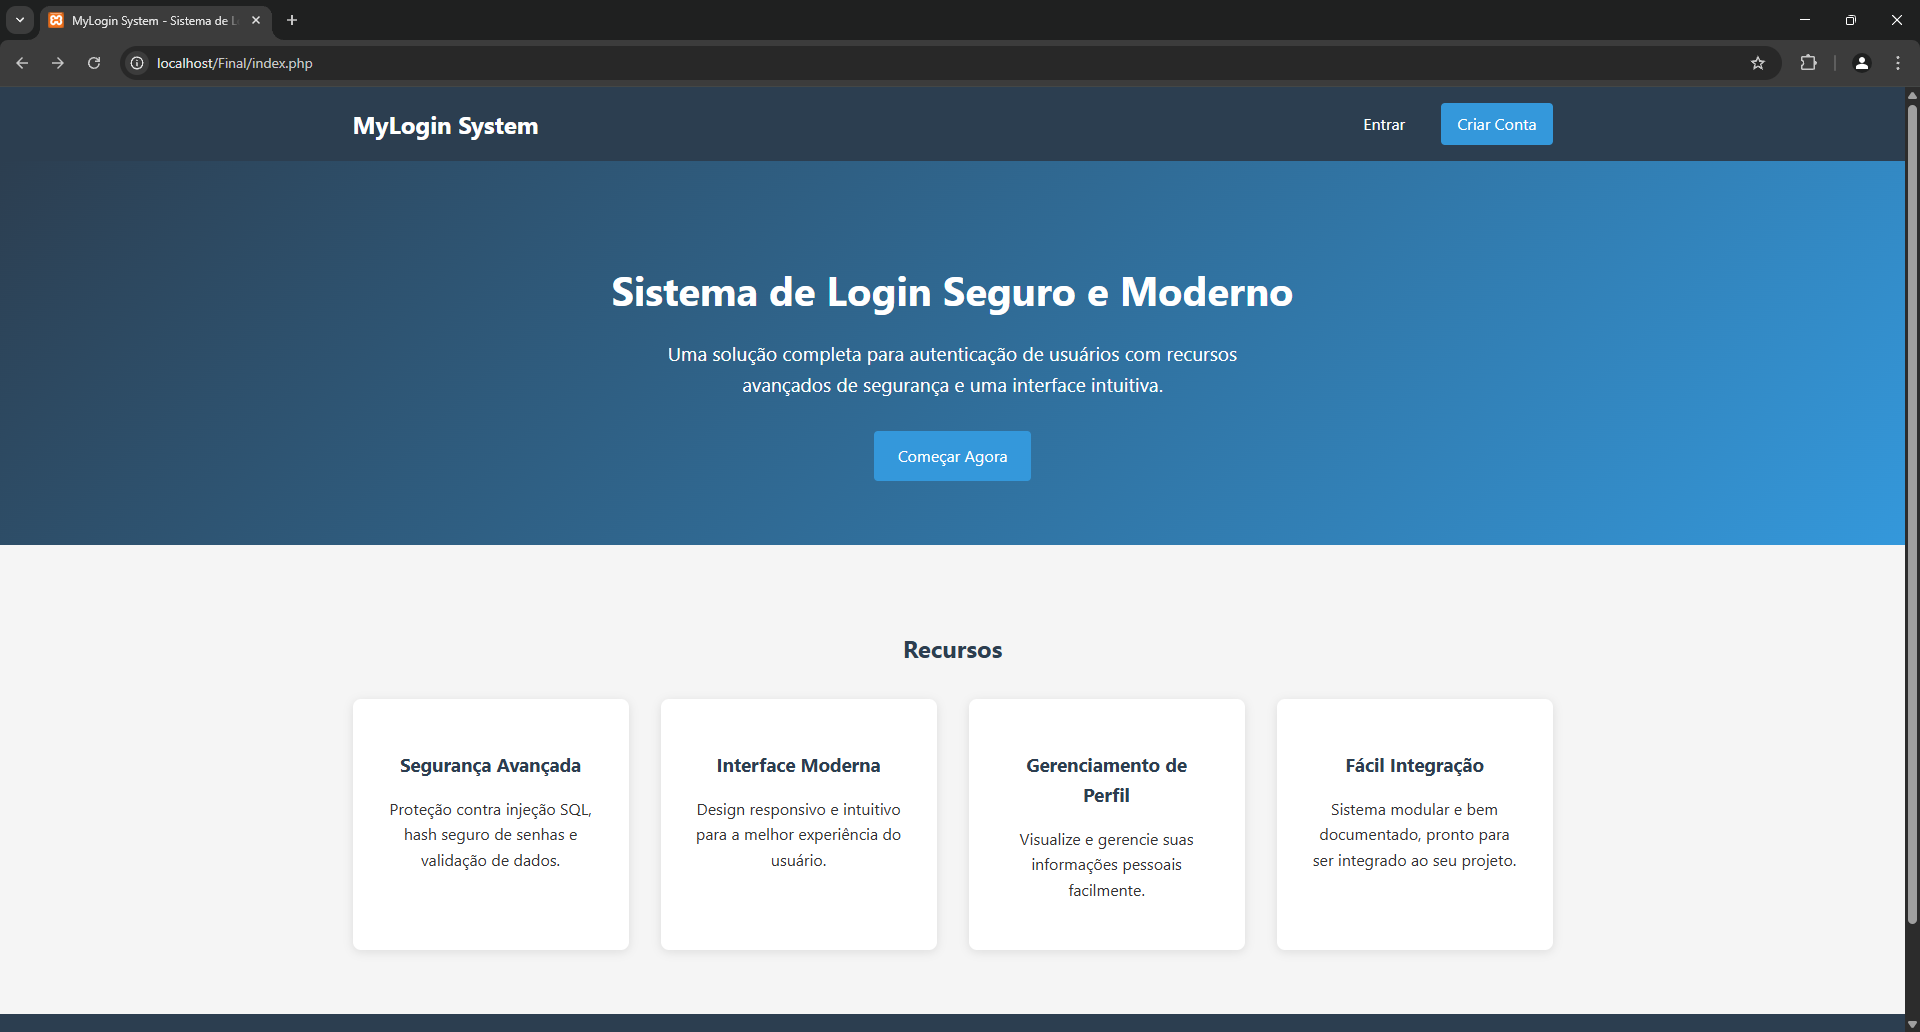 MyLogin System - Sistema de L
localhost/Final/index.php
MyLogin System
Entrar
Criar Conta
Sistema de Login Seguro e Moderno
Uma solução completa para autenticação de usuários com recursos
avançados de segurança e uma interface intuitiva.
Começar Agora
Recursos
Segurança Avançada
Proteção contra injeção SQL,
hash seguro de senhas e
validação de dados.
Interface Moderna
Design responsivo e intuitivo
para a melhor experiência do
usuário.
Gerenciamento de
Perfil
Visualize e gerencie suas
informações pessoais
facilmente.
Fácil Integração
Sistema modular e bem
documentado, pronto para
ser integrado ao seu projeto.